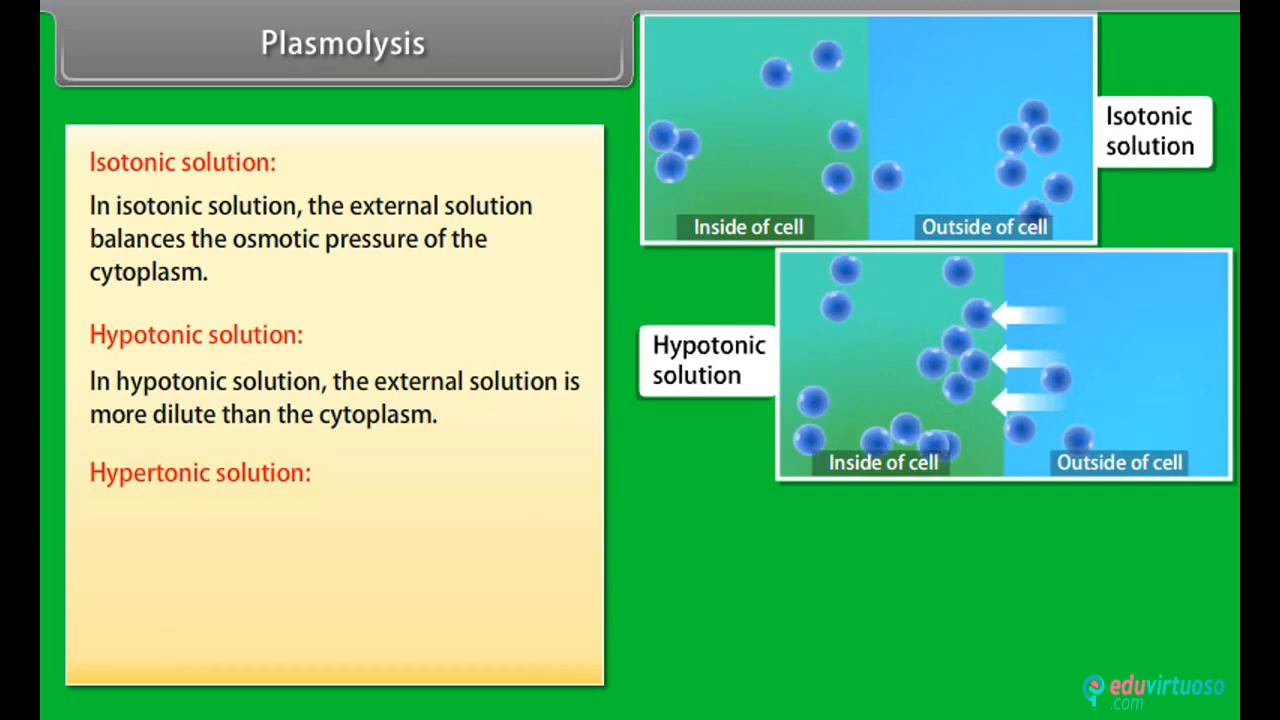 Plasmolysis
Isotonic solution:
In isotonic solution, the external solution
balances the osmotic pressure of the
cytoplasm.
Hypotonic solution:
In hypotonic solution, the external solution is
more dilute than the cytoplasm.
Hypertonic solution:
Inside of cell
Outside of cell
Isotonic
solution
Hypotonic
solution
Inside of cell
Outside of cell
eduvirtuoso
.com